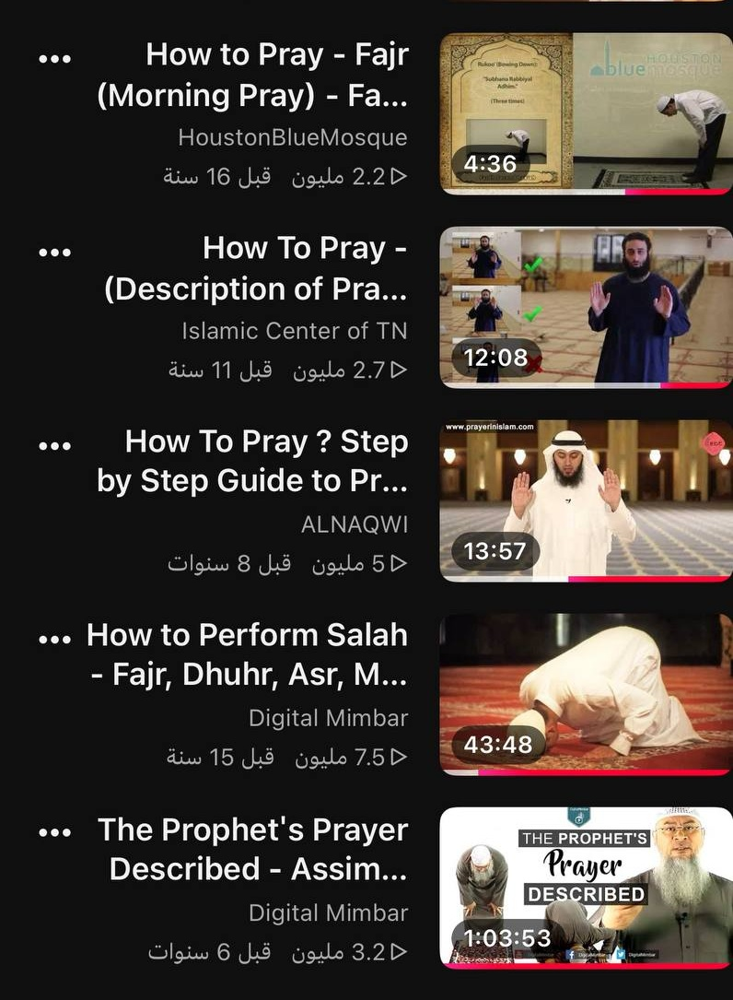 How to Pray - Fajr
(Morning Pray) - Fa...
HoustonBlueMosque
2.2 مليون قبل 16 سنة
Rukoo' (Bowing Down):
"Subhana Rabbiyal
Adhim."
(Three times)
HOUSTON
bluemosque
4:36
How To Pray -
(Description of Pra...
Islamic Center of TN
2.7 مليون قبل 11 سنة
12:08
How To Pray ? Step
by Step Guide to Pr...
ALNAQWI
5 مليون قبل 8 سنوات
www.prayerinislam.com
13:57
How to Perform Salah
- Fajr, Dhuhr, Asr, M...
Digital Mimbar
7.5 مليون قبل 15 سنة
43:48
The Prophet's Prayer
Described - Assim...
Digital Mimbar
3.2 مليون قبل 6 سنوات
THE PROPHET'S
Prayer
DESCRIBED
1:03:53
DigitalMimbar